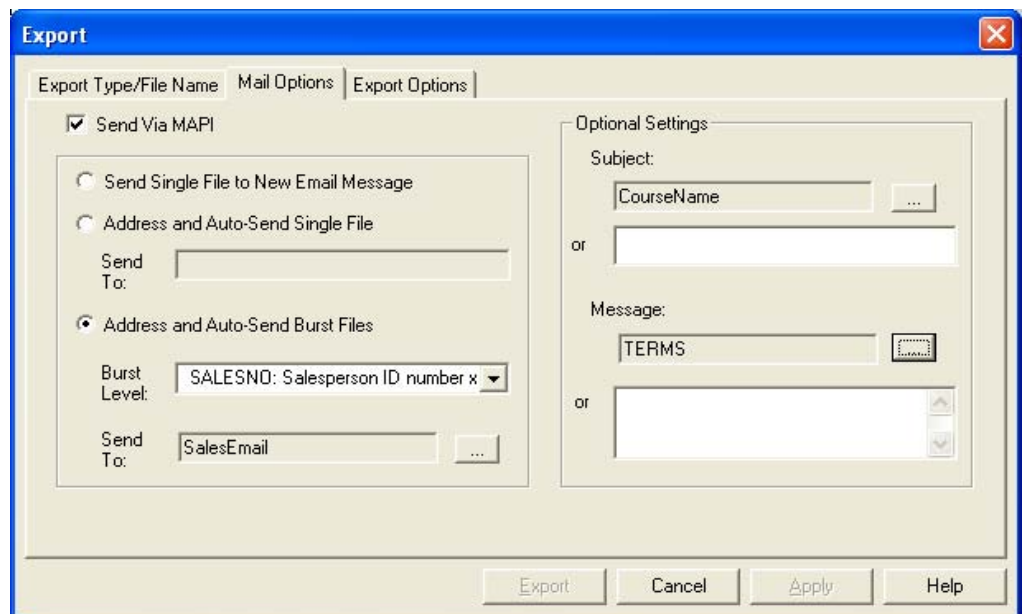 Export
Export Type/File Name Mail Options Export Options
Send Via MAPI
Send Single File to New Email Message
Address and Auto-Send Single File
Send To:
Address and Auto-Send Burst Files
Burst Level:
SALESNO: Salesperson ID number x
Send To:
SalesEmail
...
Optional Settings
Subject:
CourseName
...
or
Message:
TERMS
...
or
Export Cancel Apply Help